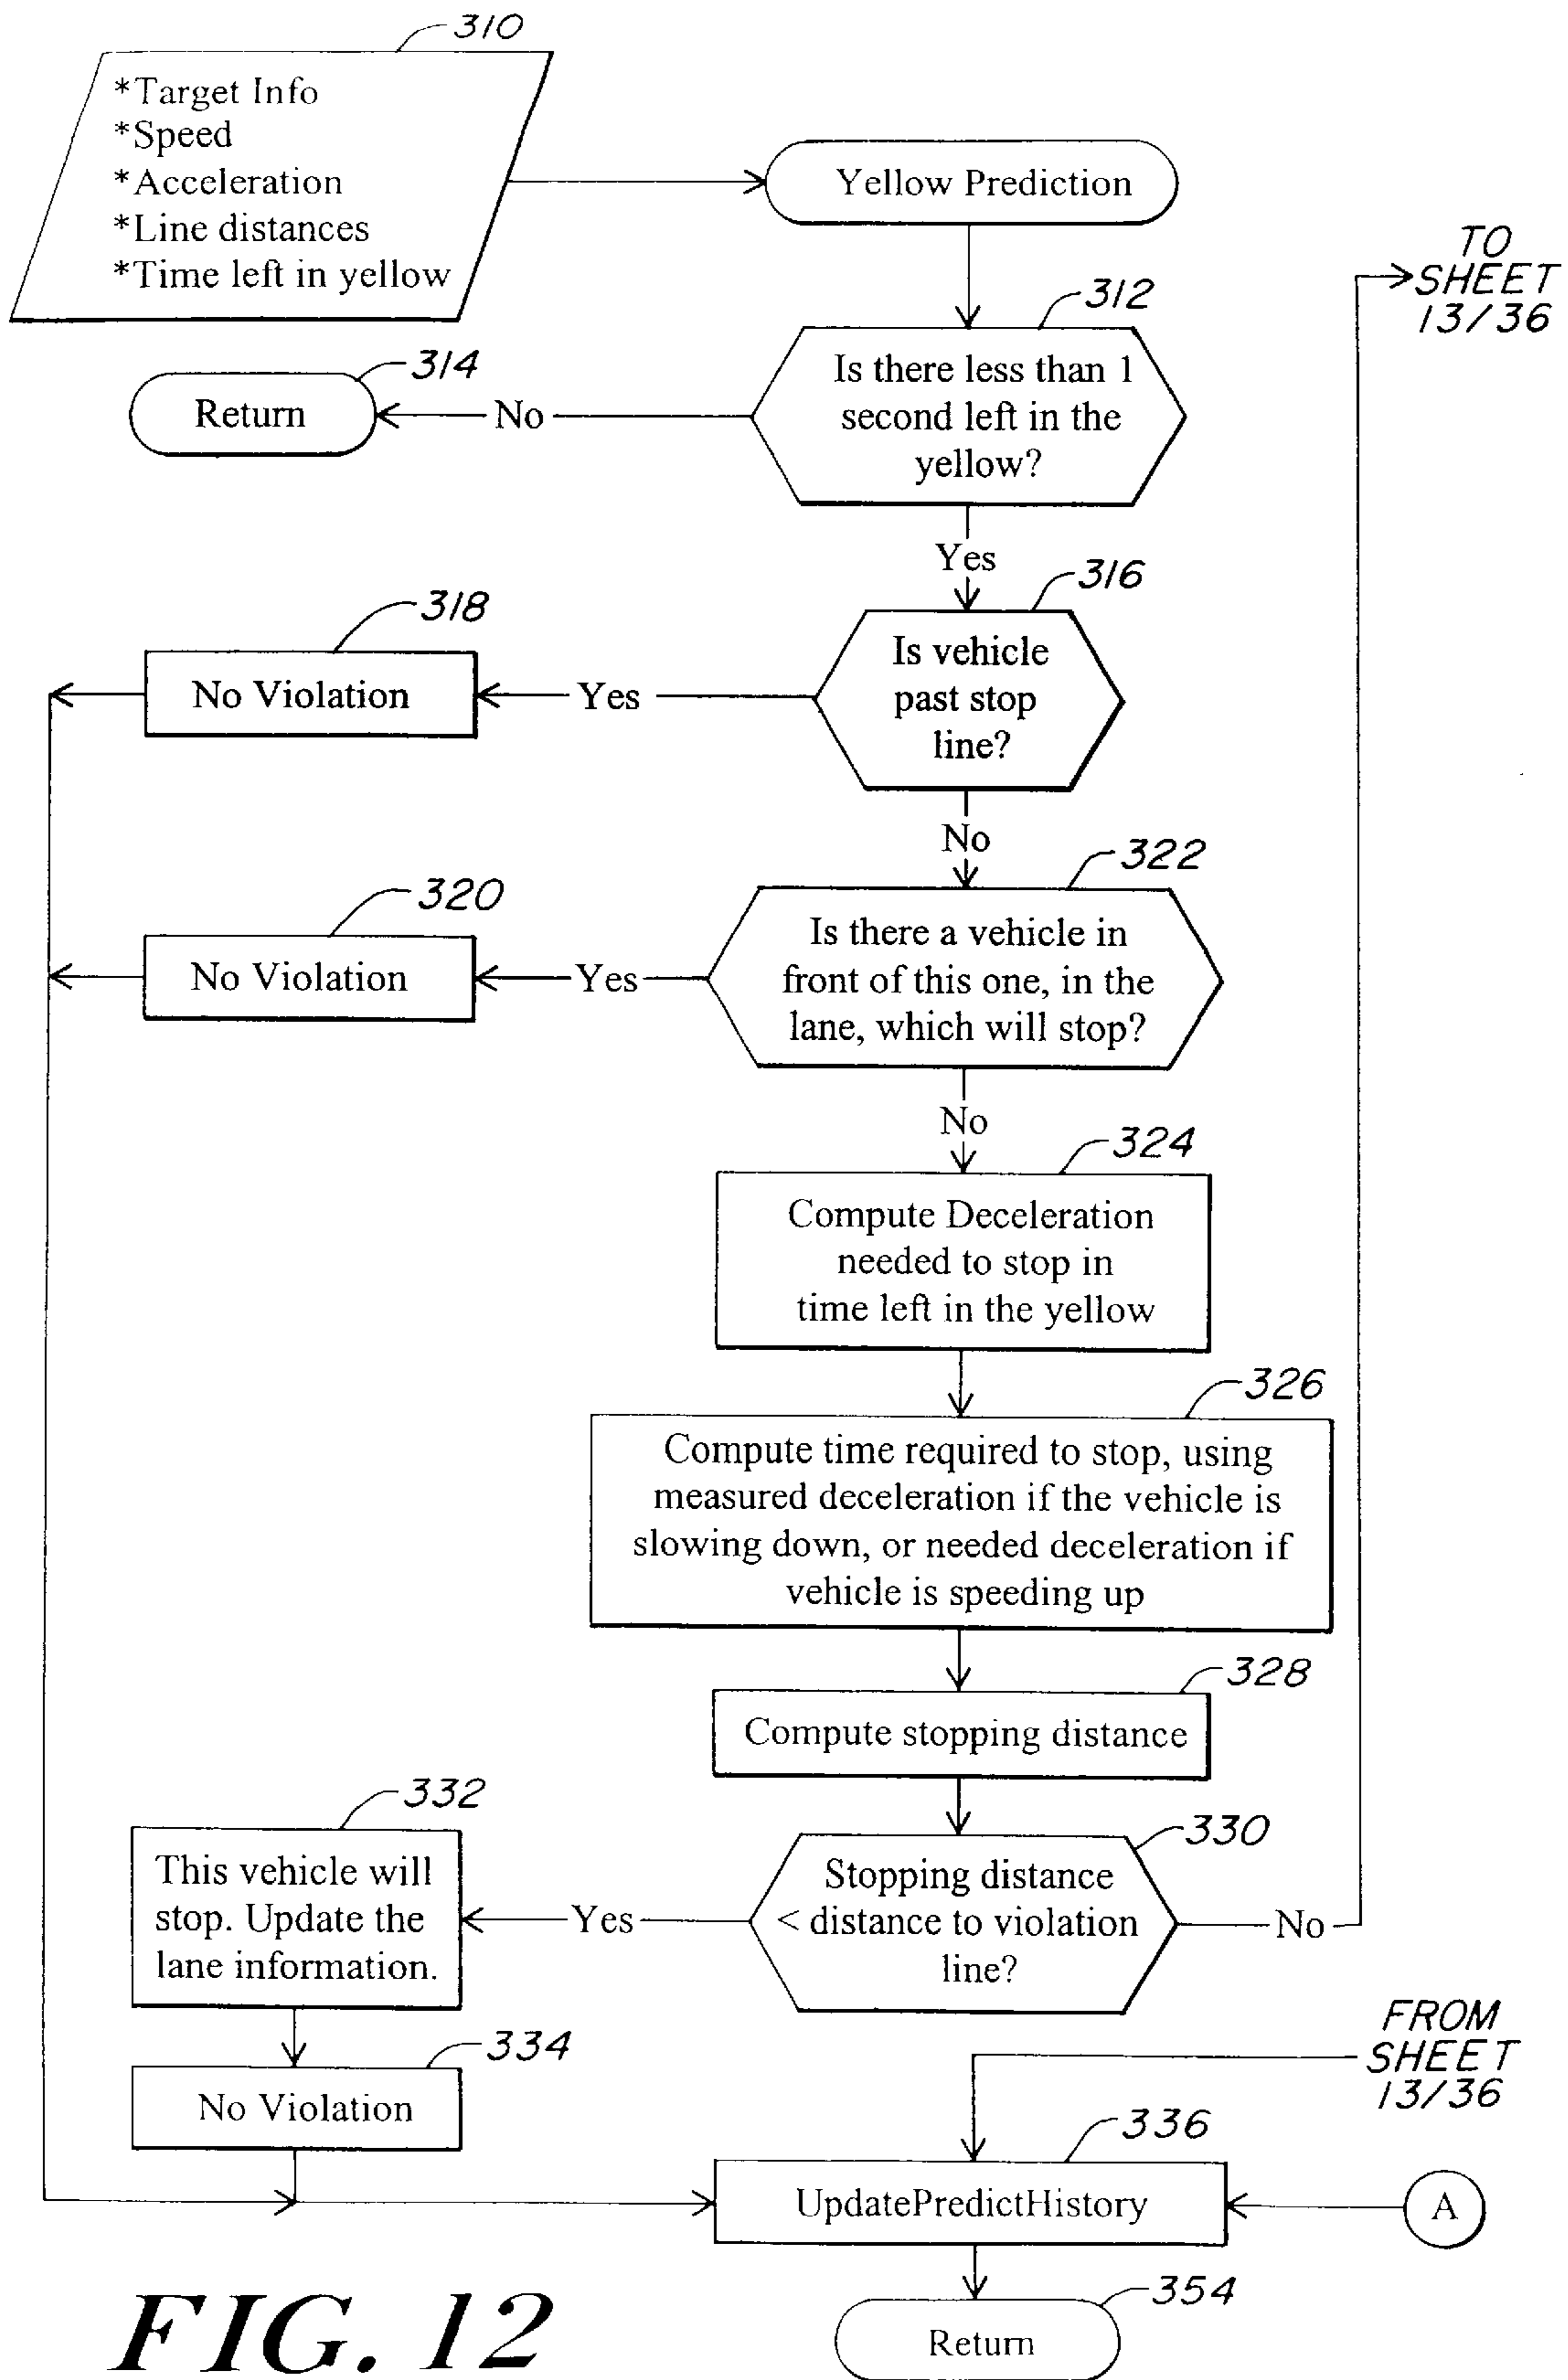 310
*Target Info
*Speed
*Acceleration
*Line distances
*Time left in yellow
Yellow Prediction
TO
SHEET
13/36
312
Is there less than 1
second left in the
yellow?
314
Return
No
Yes
316
Is vehicle
past stop
line?
318
No Violation
Yes
No
322
Is there a vehicle in
front of this one, in the
lane, which will stop?
320
No Violation
Yes
No
324
Compute Deceleration
needed to stop in
time left in the yellow
326
Compute time required to stop, using
measured deceleration if the vehicle is
slowing down, or needed deceleration if
vehicle is speeding up
328
Compute stopping distance
330
Stopping distance
< distance to violation
line?
Yes
No
332
This vehicle will
stop. Update the
lane information.
334
No Violation
FROM
SHEET
13/36
336
UpdatePredictHistory
A
354
Return
FIG. 12